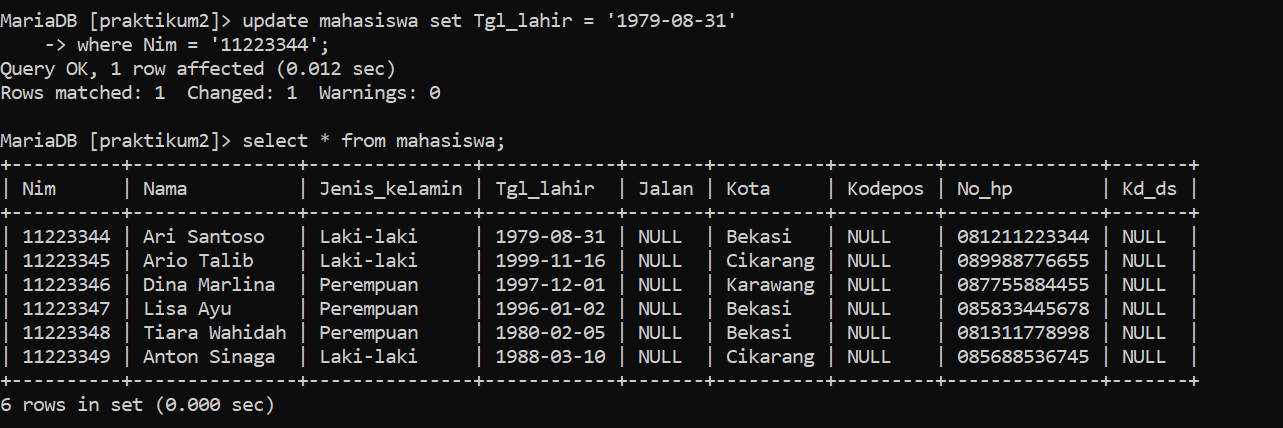 MariaDB [praktikum2]> update mahasiswa set Tgl_lahir = '1979-08-31'
    -> where Nim = '11223344';
Query OK, 1 row affected (0.012 sec)
Rows matched: 1  Changed: 1  Warnings: 0

MariaDB [praktikum2]> select * from mahasiswa;
+----------+---------------+---------------+------------+-------+----------+---------+--------------+-------+
| Nim      | Nama          | Jenis_kelamin | Tgl_lahir  | Jalan | Kota     | Kodepos | No_hp        | Kd_ds |
+----------+---------------+---------------+------------+-------+----------+---------+--------------+-------+
| 11223344 | Ari Santoso   | Laki-laki     | 1979-08-31 | NULL  | Bekasi   | NULL    | 081211223344 | NULL  |
| 11223345 | Ario Talib    | Laki-laki     | 1999-11-16 | NULL  | Cikarang | NULL    | 089988776655 | NULL  |
| 11223346 | Dina Marlina  | Perempuan     | 1997-12-01 | NULL  | Karawang | NULL    | 087755884455 | NULL  |
| 11223347 | Lisa Ayu      | Perempuan     | 1996-01-02 | NULL  | Bekasi   | NULL    | 085833445678 | NULL  |
| 11223348 | Tiara Wahidah | Perempuan     | 1980-02-05 | NULL  | Bekasi   | NULL    | 081311778998 | NULL  |
| 11223349 | Anton Sinaga  | Laki-laki     | 1988-03-10 | NULL  | Cikarang | NULL    | 085688536745 | NULL  |
+----------+---------------+---------------+------------+-------+----------+---------+--------------+-------+
6 rows in set (0.000 sec)